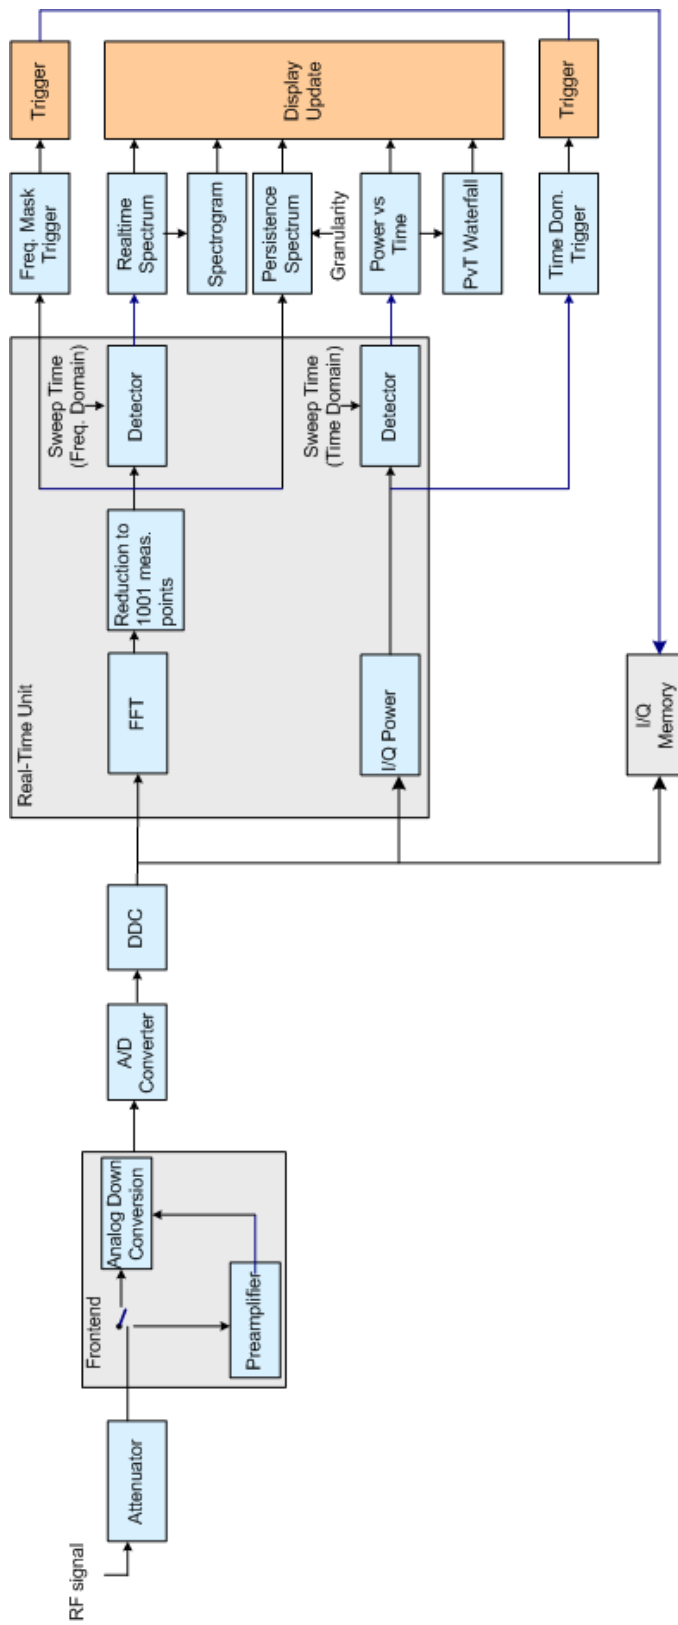 RF signal
Attenuator
Frontend
Preamplifier
Analog Down
Conversion
A/D
Converter
DDC
Real-Time Unit
FFT
Reduction to
1001 meas.
points
Sweep Time
(Freq. Domain)
Detector
I/Q Power
Sweep Time
(Time Domain)
Detector
I/Q
Memory
Freq. Mask
Trigger
Realtime
Spectrum
Spectrogram
Persistence
Spectrum
Granularity
Power vs
Time
PvT Waterfall
Time Dom.
Trigger
Trigger
Display
Update
Trigger